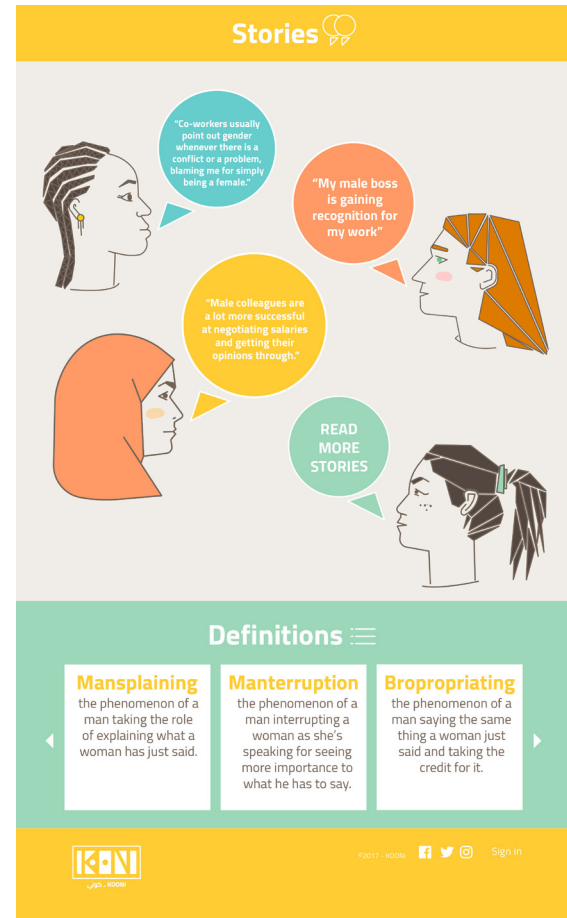 Stories
"Co-workers usually
point out gender
whenever there is a
conflict or a problem,
blaming me for simply
being a female."
"My male boss
is gaining
recognition for
my work"
"Male colleagues are
a lot more successful
at negotiating salaries
and getting their
opinions through."
READ
MORE
STORIES
Definitions
Mansplaining
the phenomenon of a
man taking the role
of explaining what a
woman has just said.
Manterruption
the phenomenon of a
man interrupting a
woman as she's
speaking for seeing
more importance to
what he has to say.
Bropropriating
the phenomenon of a
man saying the same
thing a woman just
said and taking the
credit for it.
©2017 - KOONI
Sign in
KONI
كوني . KOONI